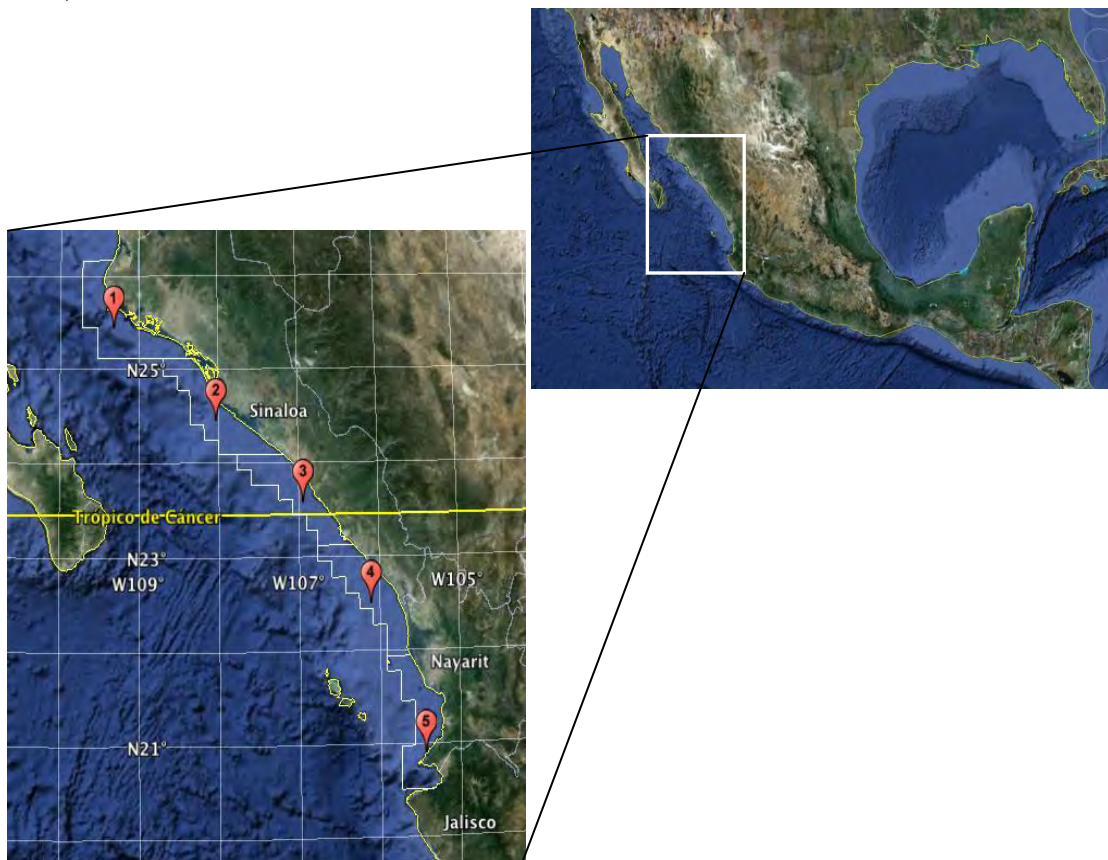 1
N25°
2
Sinaloa
3
Trópico de Cáncer
N23°
W109°
W107°
W105°
4
Nayarit
5
N21°
Jalisco